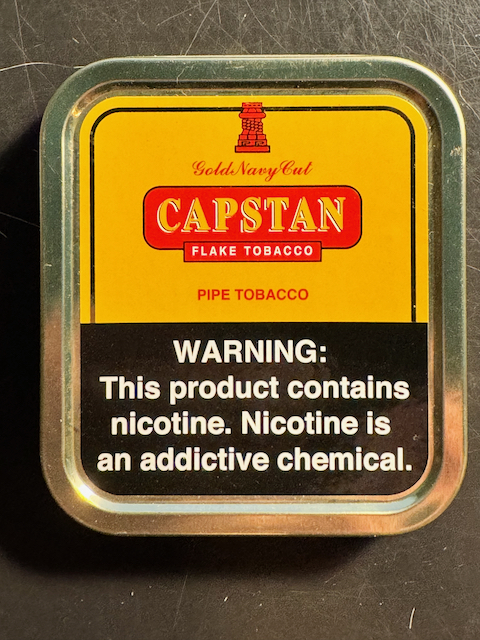 Gold Navy Cut
CAPSTAN
FLAKE TOBACCO
PIPE TOBACCO
WARNING:
This product contains
nicotine. Nicotine is
an addictive chemical.